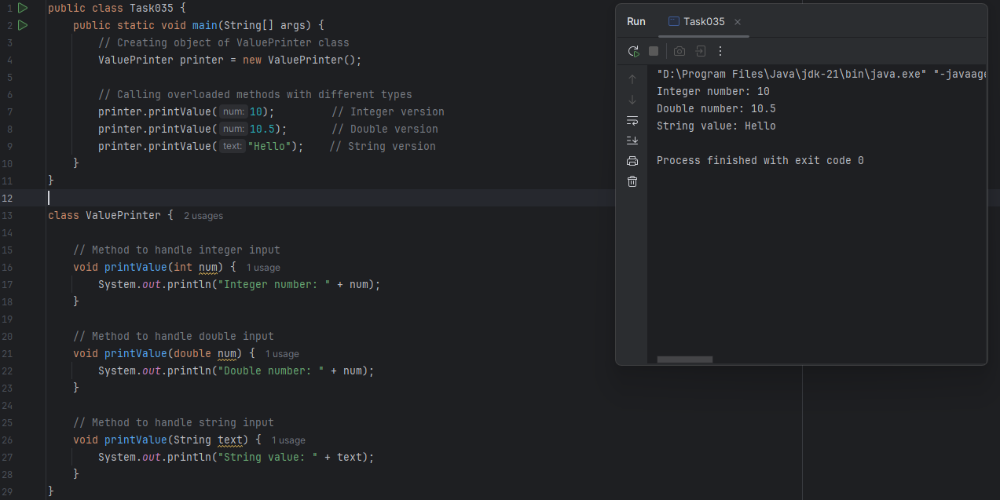 1 public class Task035 {
2 public static void main(String[] args) {
3 // Creating object of ValuePrinter class
4 ValuePrinter printer = new ValuePrinter();
5
6 // Calling overloaded methods with different types
7 printer.printValue( num: 10); // Integer version
8 printer.printValue( num: 10.5); // Double version
9 printer.printValue( text: "Hello"); // String version
10 }
11 }
12
13 class ValuePrinter { 2 usages
14
15 // Method to handle integer input
16 void printValue(int num) { 1 usage
17 System.out.println("Integer number: " + num);
18 }
19
20 // Method to handle double input
21 void printValue(double num) { 1 usage
22 System.out.println("Double number: " + num);
23 }
24
25 // Method to handle string input
26 void printValue(String text) { 1 usage
27 System.out.println("String value: " + text);
28 }
29 }
Run Task035
"D:\Program Files\Java\jdk-21\bin\java.exe" "-javaage
Integer number: 10
Double number: 10.5
String value: Hello
Process finished with exit code 0